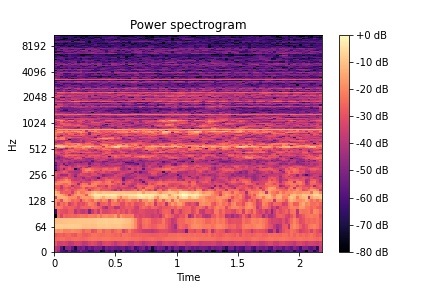 Power spectrogram
Hz
8192
4096
2048
1024
512
256
128
64
0
0
0.5
1
1.5
2
Time
+0 dB
-10 dB
-20 dB
-30 dB
-40 dB
-50 dB
-60 dB
-70 dB
-80 dB